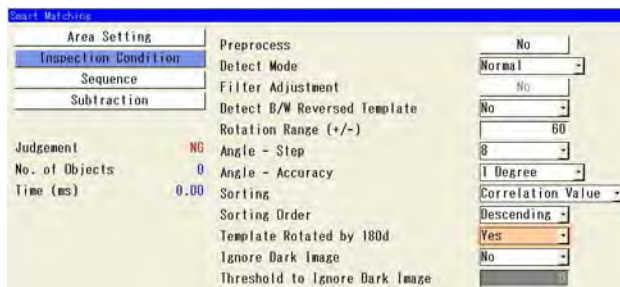 Smart Matching
Area Setting
Inspection Condition
Sequence
Subtraction
Judgement NG
No. of Objects 0
Time (ms) 0.00
Preprocess No
Detect Mode Normal
Filter Adjustment No
Detect B/W Reversed Template No
Rotation Range (+/-) 60
Angle - Step 8
Angle - Accuracy 1 Degree
Sorting Correlation Value
Sorting Order Descending
Template Rotated by 180d Yes
Ignore Dark Image No
Threshold to Ignore Dark Image